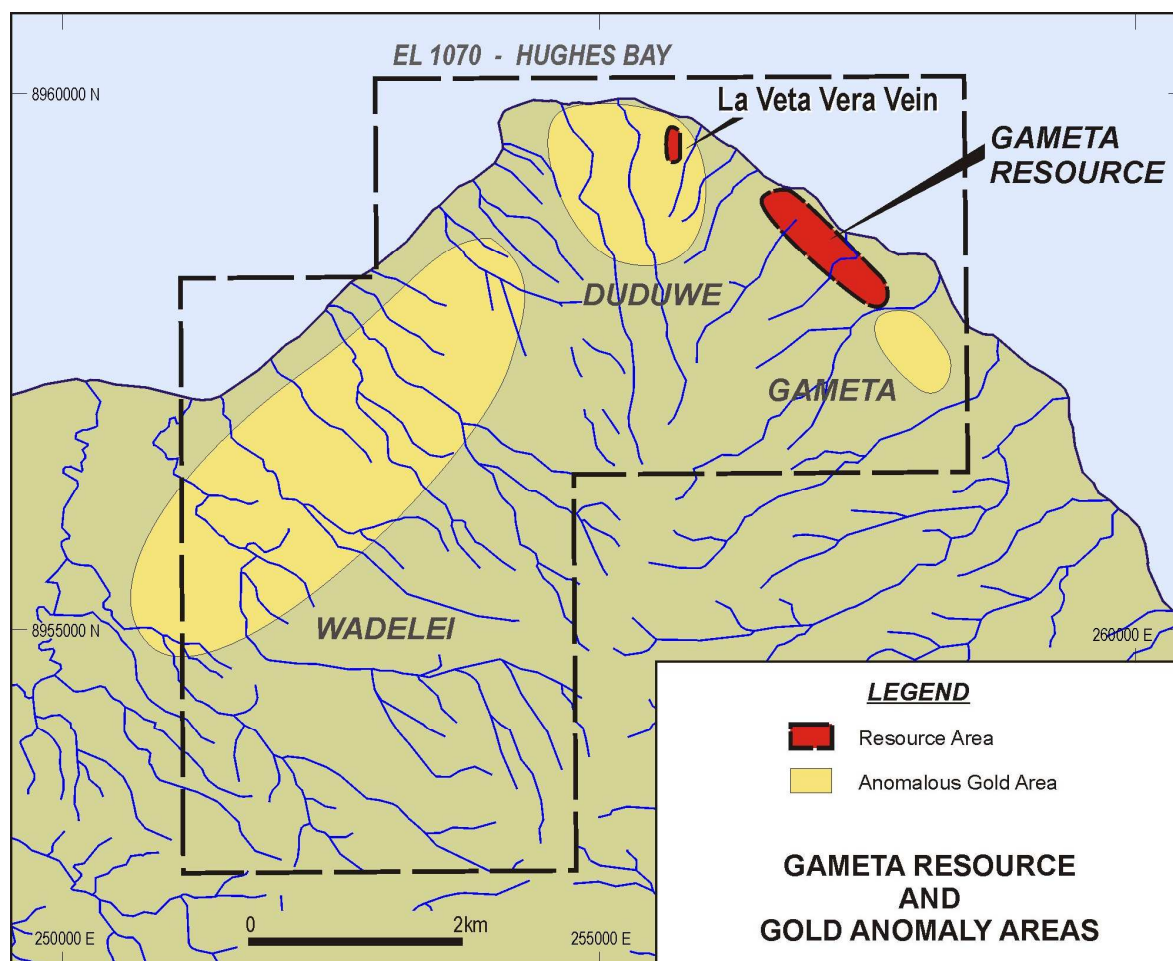 EL 1070 - HUGHES BAY
8960000 N
La Veta Vera Vein
GAMETA
RESOURCE
DUDUWE
GAMETA
WADELEI
8955000 N
260000 E
LEGEND
Resource Area
Anomalous Gold Area
GAMETA RESOURCE
AND
GOLD ANOMALY AREAS
0
2km
250000 E
255000 E